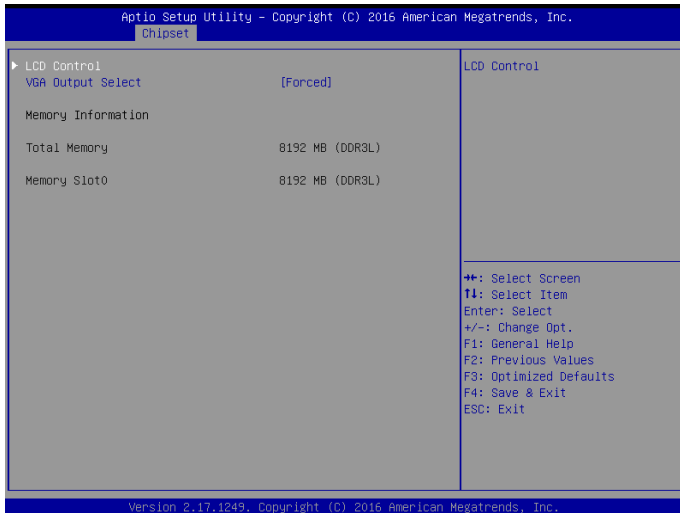 Aptio Setup Utility – Copyright (C) 2016 American Megatrends, Inc.
Chipset
LCD Control
VGA Output Select [Forced]
Memory Information
Total Memory 8192 MB (DDR3L)
Memory Slot0 8192 MB (DDR3L)
LCD Control
→←: Select Screen
↑↓: Select Item
Enter: Select
+/-: Change Opt.
F1: General Help
F2: Previous Values
F3: Optimized Defaults
F4: Save & Exit
ESC: Exit
Version 2.17.1249. Copyright (C) 2016 American Megatrends, Inc.